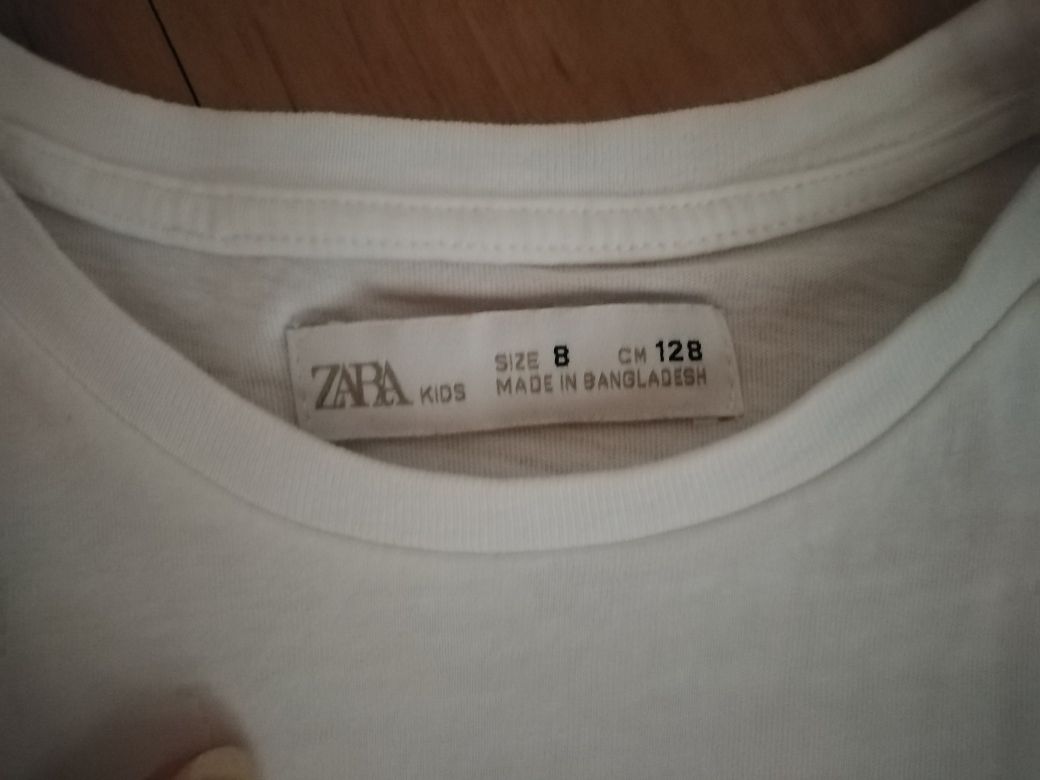 ZARA KIDS
SIZE 8 CM 128
MADE IN BANGLADESH